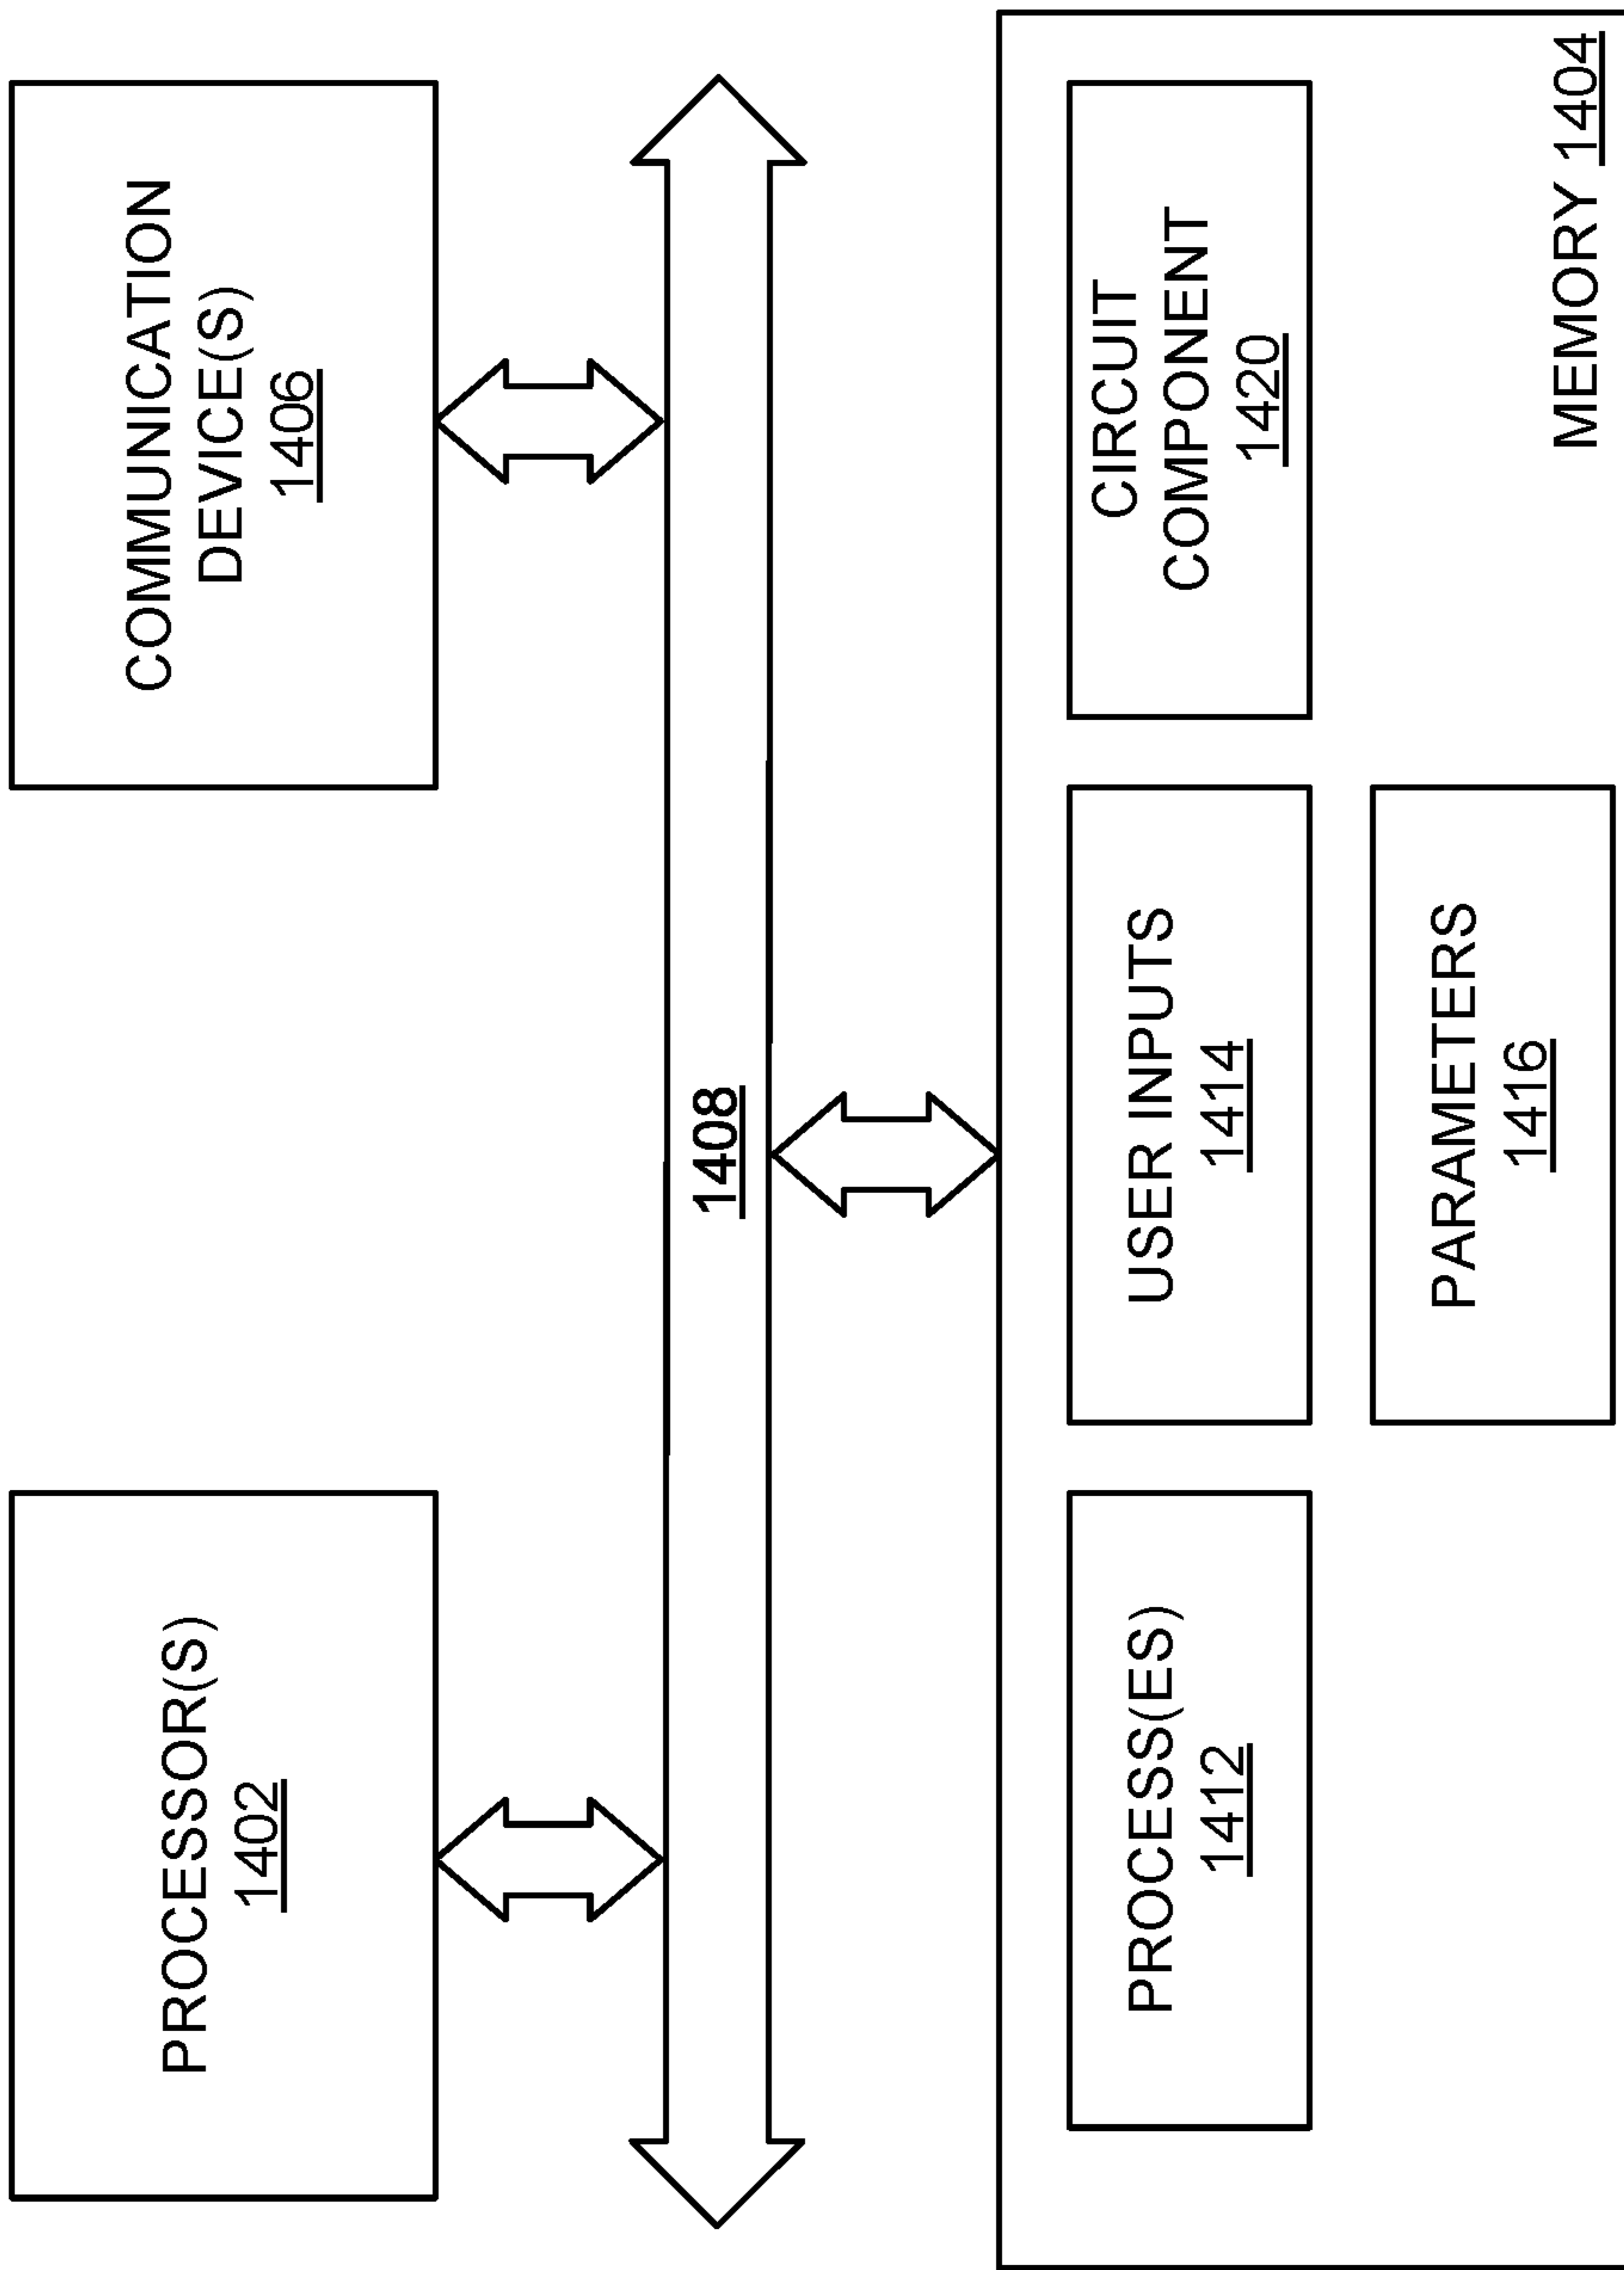 PROCESSOR(S)
1402
COMMUNICATION
DEVICE(S)
1406
1408
PROCESS(ES)
1412
USER INPUTS
1414
CIRCUIT
COMPONENT
1420
PARAMETERS
1416
MEMORY 1404